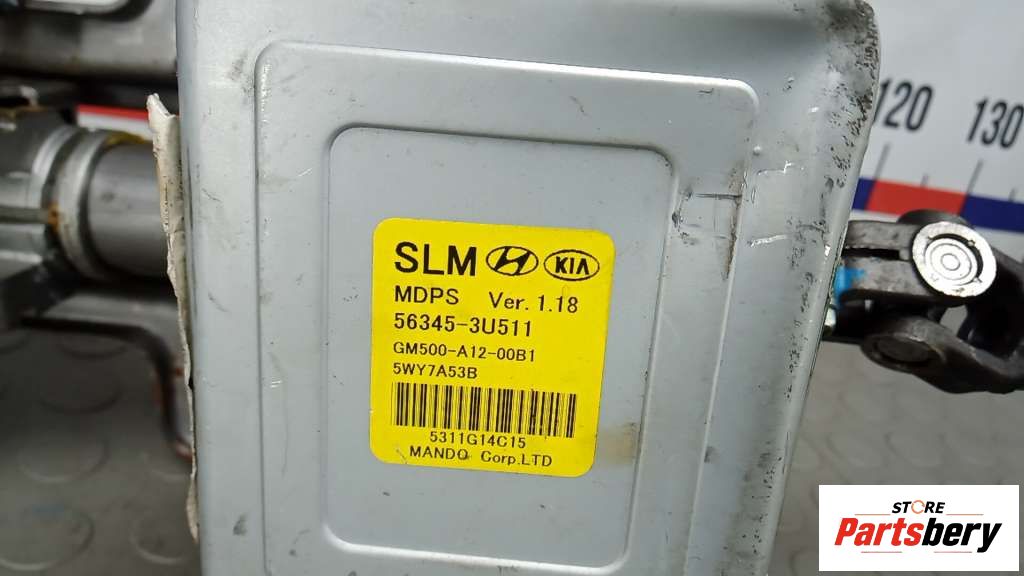 120 130
SLM KIA
MDPS Ver. 1.18
56345-3U511
GM500-A12-00B1
5WY7A53B
5311G14C15
MANDO Corp.LTD
STORE
Partsbery